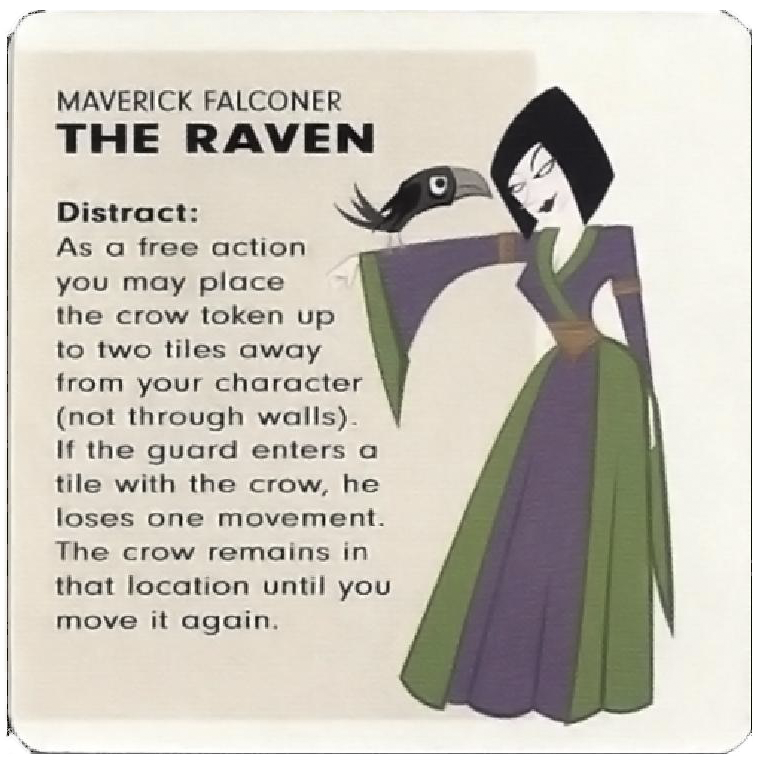 MAVERICK FALCONER
THE RAVEN
Distract:
As a free action
you may place
the crow token up
to two tiles away
from your character
(not through walls).
If the guard enters a
tile with the crow, he
loses one movement.
The crow remains in
that location until you
move it again.